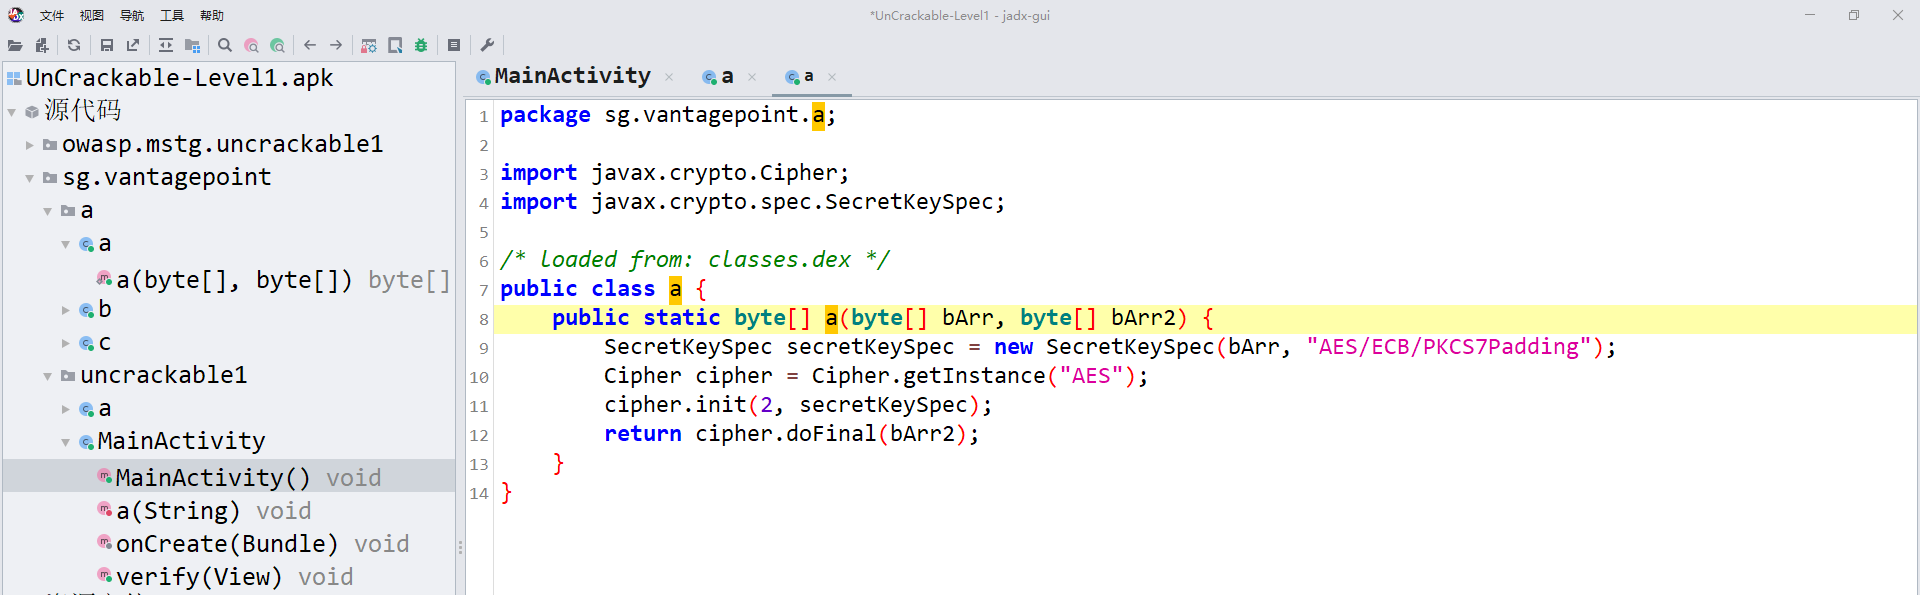 文件 视图 导航 工具 帮助
*UnCrackable-Level1 - jadx-gui
UnCrackable-Level1.apk
源代码
owasp.mstg.uncrackable1
sg.vantagepoint
a
a
a(byte[], byte[]) byte[]
b
c
uncrackable1
a
MainActivity
MainActivity() void
a(String) void
onCreate(Bundle) void
verify(View) void
MainActivity × a × a ×
1 package sg.vantagepoint.a;
2
3 import javax.crypto.Cipher;
4 import javax.crypto.spec.SecretKeySpec;
5
6 /* loaded from: classes.dex */
7 public class a {
8 public static byte[] a(byte[] bArr, byte[] bArr2) {
9 SecretKeySpec secretKeySpec = new SecretKeySpec(bArr, "AES/ECB/PKCS7Padding");
10 Cipher cipher = Cipher.getInstance("AES");
11 cipher.init(2, secretKeySpec);
12 return cipher.doFinal(bArr2);
13 }
14 }